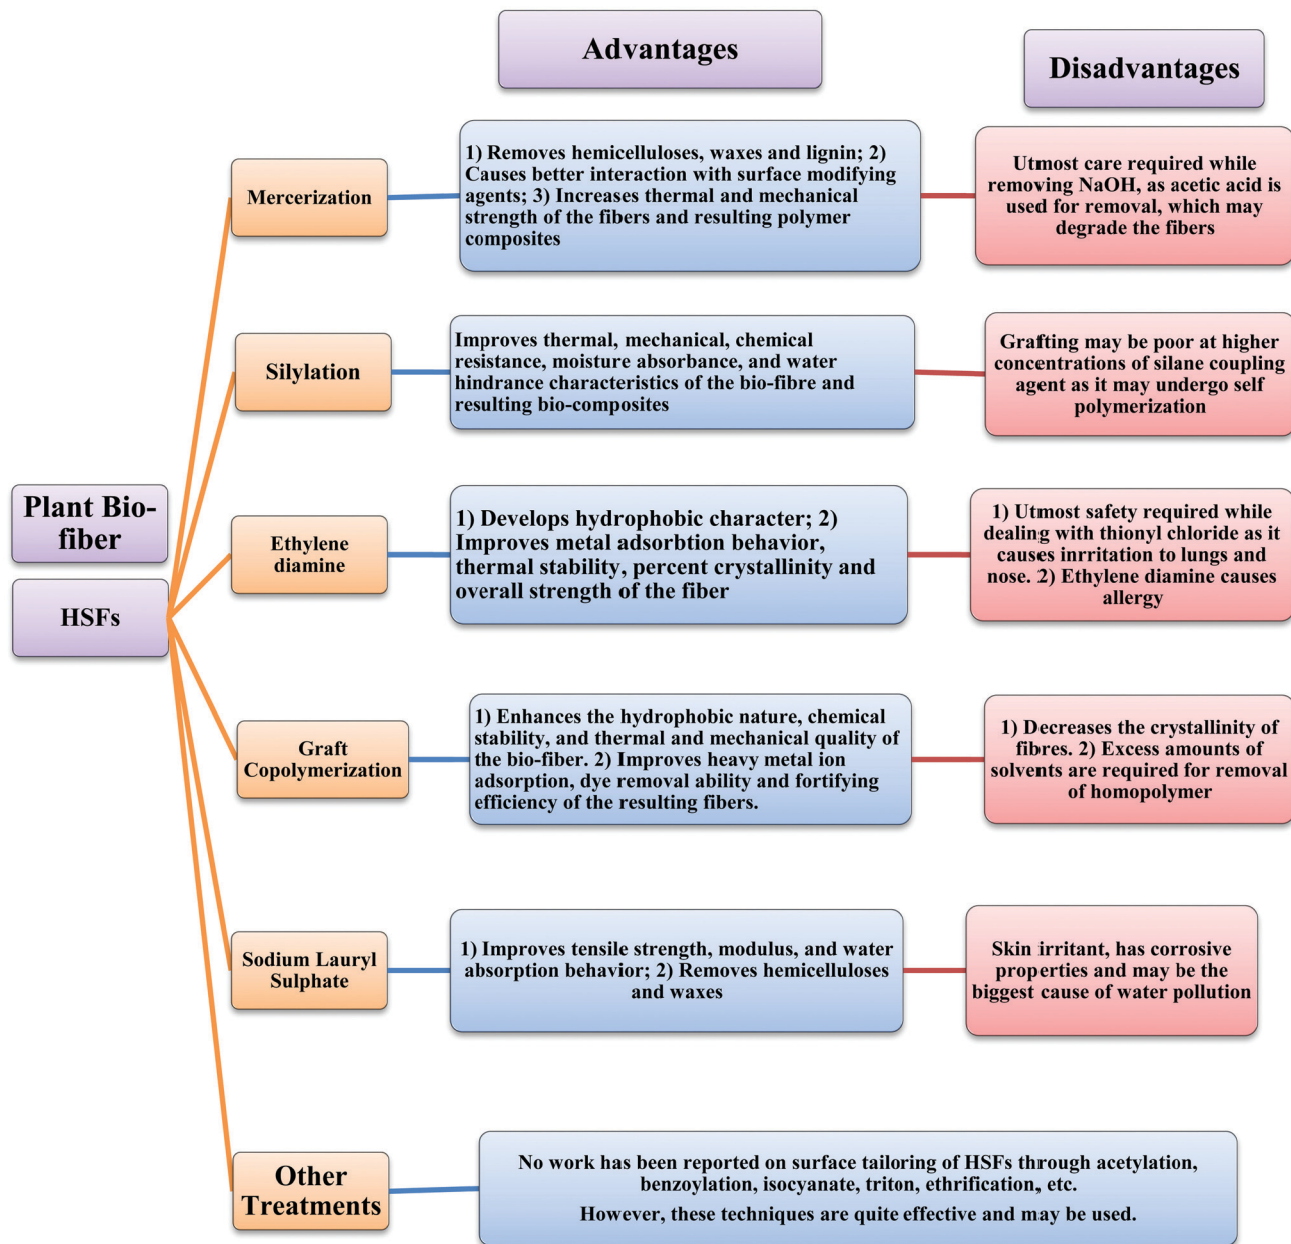 Advantages
Disadvantages
Plant Bio-
fiber
HSFs
Mercerization
1) Removes hemicelluloses, waxes and lignin; 2)
Causes better interaction with surface modifying
agents; 3) Increases thermal and mechanical
strength of the fibers and resulting polymer
composites
Utmost care required while
removing NaOH, as acetic acid is
used for removal, which may
degrade the fibers
Silylation
Improves thermal, mechanical, chemical
resistance, moisture absorbance, and water
hindrance characteristics of the bio-fibre and
resulting bio-composites
Grafting may be poor at higher
concentrations of silane coupling
agent as it may undergo self
polymerization
Ethylene
diamine
1) Develops hydrophobic character; 2)
Improves metal adsorbtion behavior,
thermal stability, percent crystallinity and
overall strength of the fiber
1) Utmost safety required while
dealing with thionyl chloride as it
causes inrritation to lungs and
nose. 2) Ethylene diamine causes
allergy
Graft
Copolymerization
1) Enhances the hydrophobic nature, chemical
stability, and thermal and mechanical quality of
the bio-fiber. 2) Improves heavy metal ion
adsorption, dye removal ability and fortifying
efficiency of the resulting fibers.
1) Decreases the crystallinity of
fibres. 2) Excess amounts of
solvents are required for removal
of homopolymer
Sodium Lauryl
Sulphate
1) Improves tensile strength, modulus, and water
absorption behavior; 2) Removes hemicelluloses
and waxes
Skin irritant, has corrosive
properties and may be the
biggest cause of water pollution
Other
Treatments
No work has been reported on surface tailoring of HSFs through acetylation,
benzoylation, isocyanate, triton, ethrification, etc.
However, these techniques are quite effective and may be used.